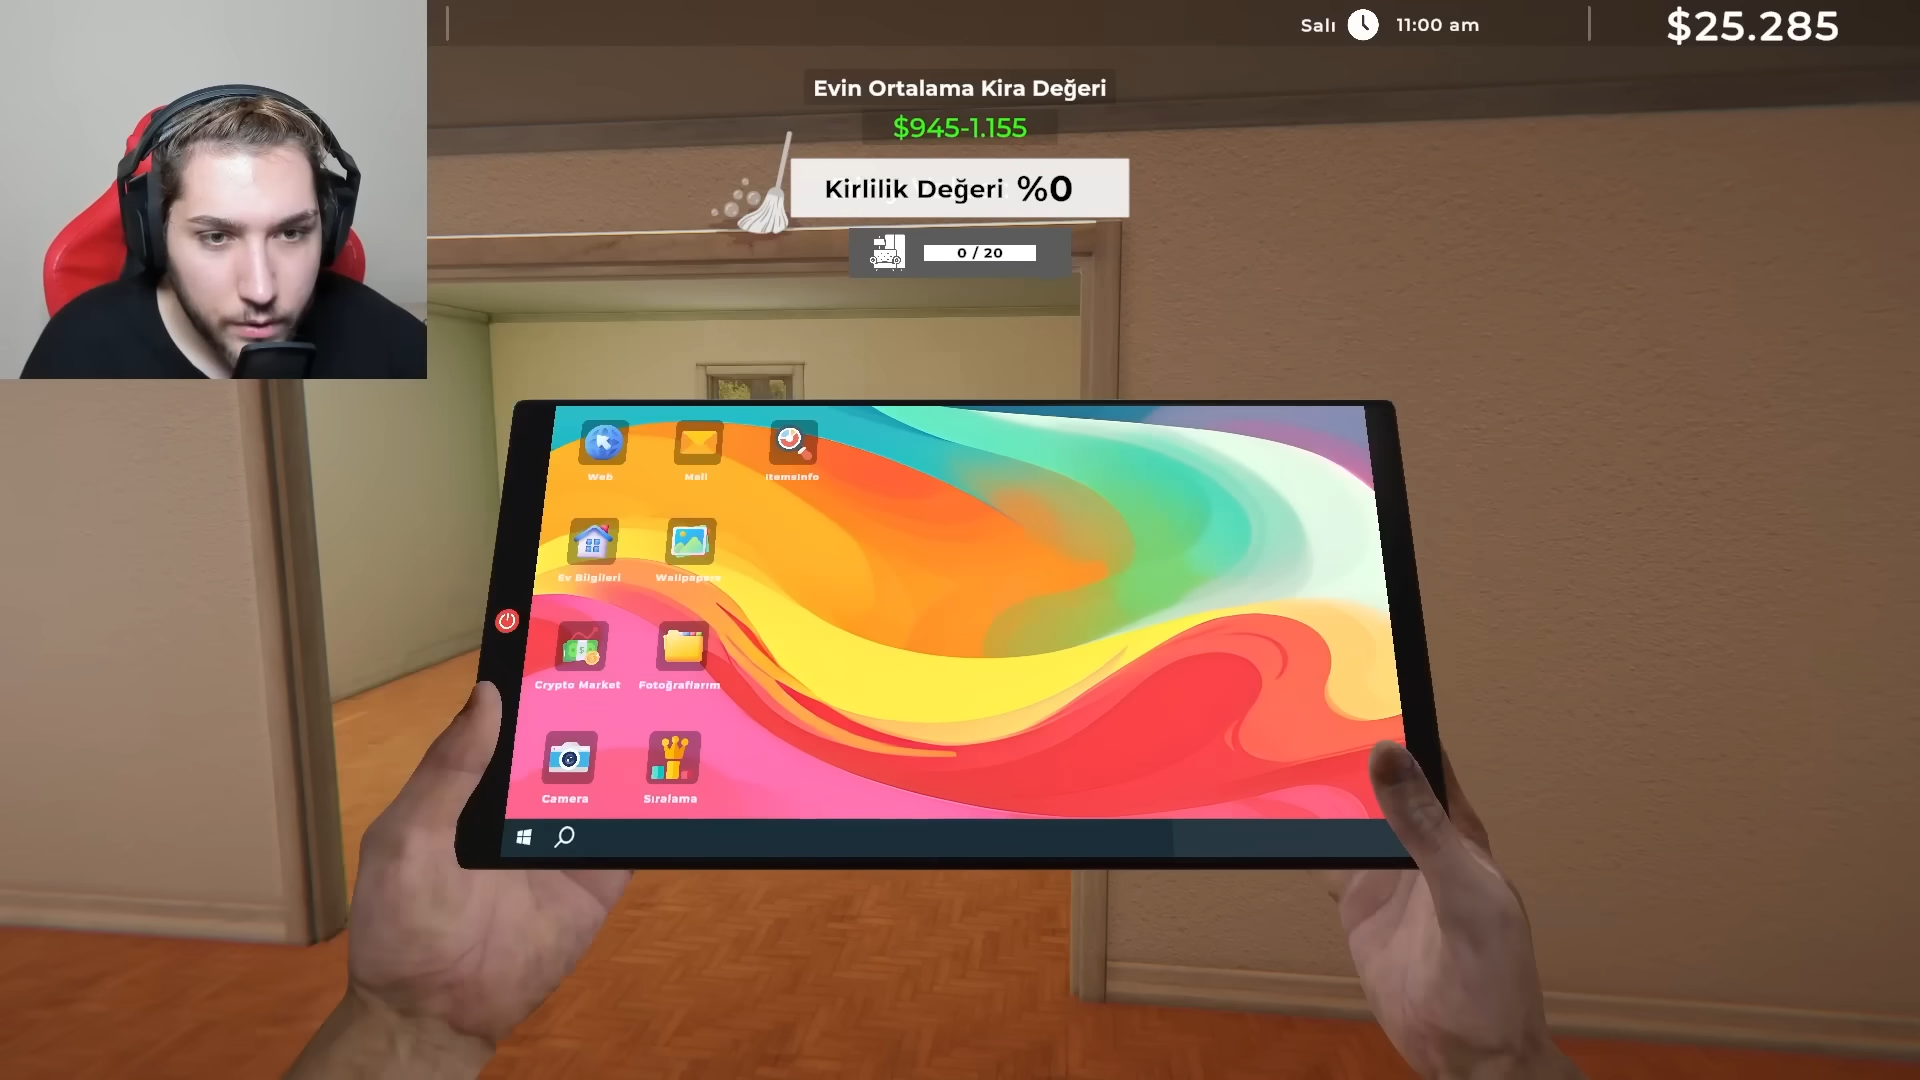 Salı 11:00 am $25.285
Evin Ortalama Kira Değeri
$945-1.155
Kirlilik Değeri %0
0 / 20
Web Mail ItemsInfo
Ev Bilgileri Wallpapers
Crypto Market Fotoğraflarım
Camera Sıralama